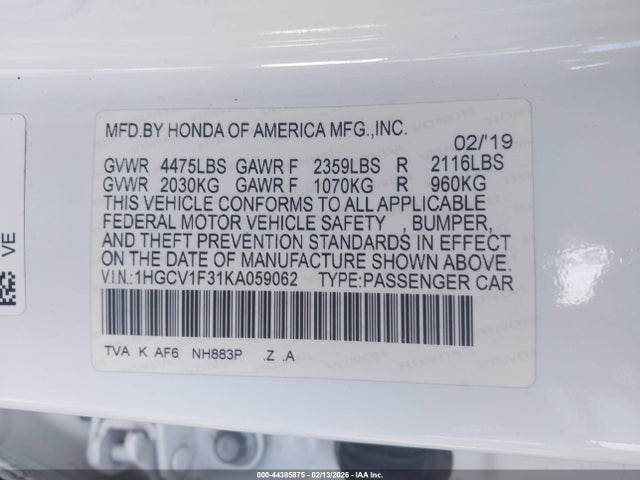 MFD.BY HONDA OF AMERICA MFG.,INC.
02/'19
GVWR 4475LBS GAWR F 2359LBS R 2116LBS
GVWR 2030KG GAWR F 1070KG R 960KG
THIS VEHICLE CONFORMS TO ALL APPLICABLE
FEDERAL MOTOR VEHICLE SAFETY , BUMPER,
AND THEFT PREVENTION STANDARDS IN EFFECT
ON THE DATE OF MANUFACTURE SHOWN ABOVE.
V.I.N.:1HGCV1F31KA059062 TYPE:PASSENGER CAR
TVA K AF6 NH883P .Z .A
VE
000-44385875 - 02/13/2026 - IAA Inc.